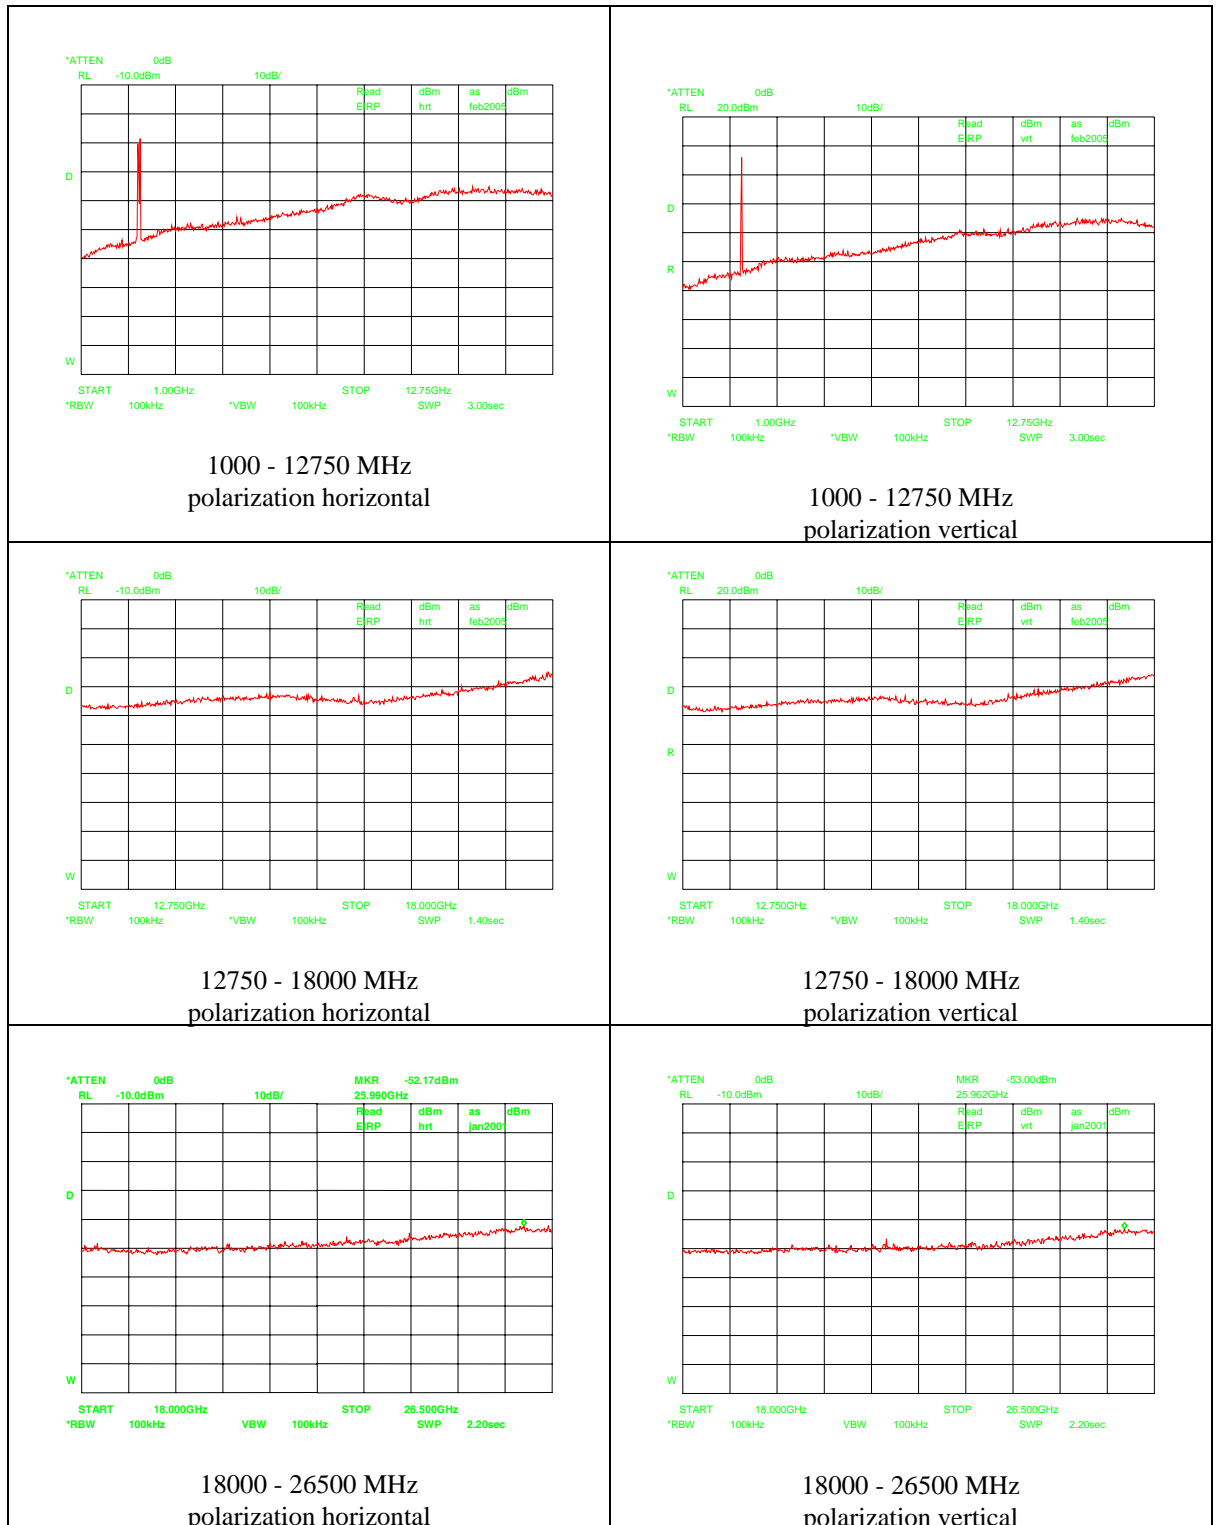 *ATTEN 0dB
RL -10.0dBm 10dB/
Read dBm as dBm
EIRP hrt feb2005
D
W
START 1.00GHz STOP 12.75GHz
*RBW 100kHz *VBW 100kHz SWP 3.00sec
1000 - 12750 MHz
polarization horizontal
*ATTEN 0dB
RL 20.0dBm 10dB/
Read dBm as dBm
EIRP vrt feb2005
D
R
W
START 1.00GHz STOP 12.75GHz
*RBW 100kHz *VBW 100kHz SWP 3.00sec
1000 - 12750 MHz
polarization vertical
*ATTEN 0dB
RL -10.0dBm 10dB/
Read dBm as dBm
EIRP hrt feb2005
D
W
START 12.750GHz STOP 18.000GHz
*RBW 100kHz *VBW 100kHz SWP 1.40sec
12750 - 18000 MHz
polarization horizontal
*ATTEN 0dB
RL 20.0dBm 10dB/
Read dBm as dBm
EIRP vrt feb2005
D
R
W
START 12.750GHz STOP 18.000GHz
*RBW 100kHz *VBW 100kHz SWP 1.40sec
12750 - 18000 MHz
polarization vertical
*ATTEN 0dB MKR -52.17dBm
RL -10.0dBm 10dB/ 25.990GHz
Read dBm as dBm
EIRP hrt jan2001
D
W
START 18.000GHz STOP 26.500GHz
*RBW 100kHz VBW 100kHz SWP 2.20sec
18000 - 26500 MHz
polarization horizontal
*ATTEN 0dB MKR -53.00dBm
RL -10.0dBm 10dB/ 25.962GHz
Read dBm as dBm
EIRP vrt jan2001
D
W
START 18.000GHz STOP 26.500GHz
*RBW 100kHz VBW 100kHz SWP 2.20sec
18000 - 26500 MHz
polarization vertical